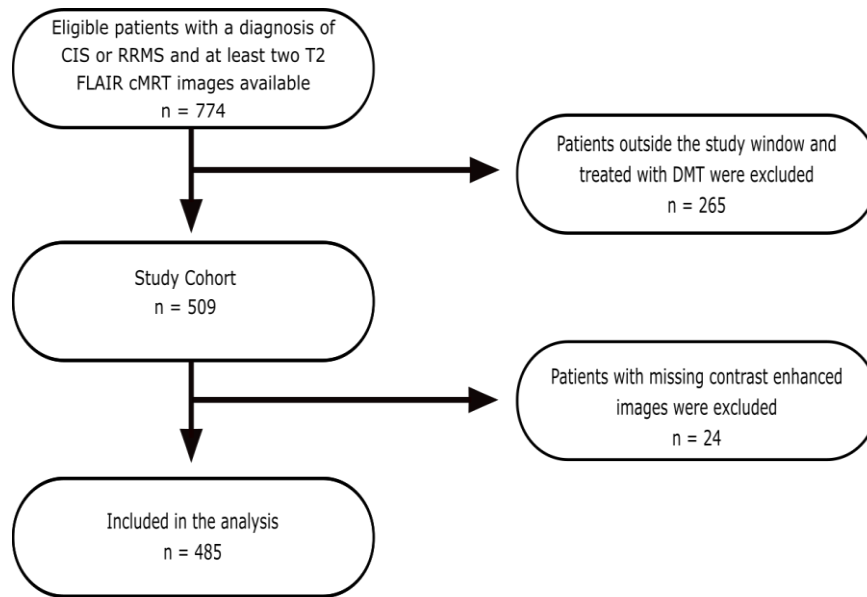 Eligible patients with a diagnosis of
CIS or RRMS and at least two T2
FLAIR cMRT images available
n = 774
Patients outside the study window and
treated with DMT were excluded
n = 265
Study Cohort
n = 509
Patients with missing contrast enhanced
images were excluded
n = 24
Included in the analysis
n = 485